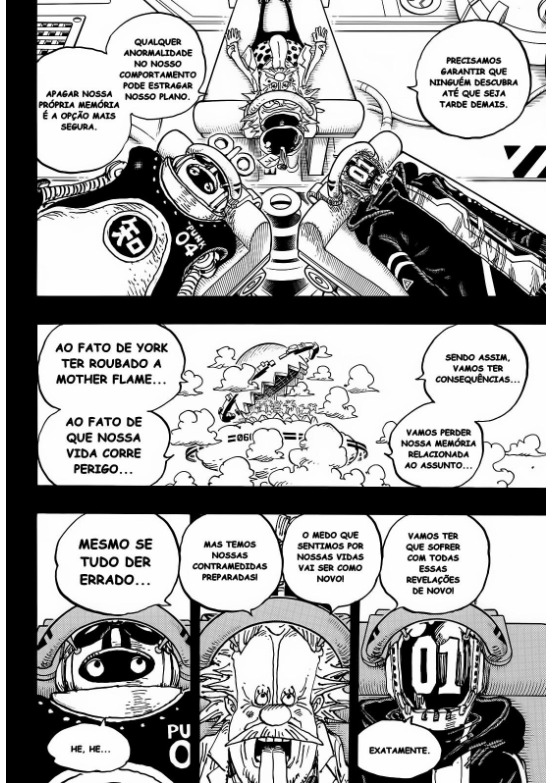 PRECISAMOS
GARANTIR QUE
NINGUÉM DESCUBRA
ATÉ QUE SEJA
TARDE DEMAIS.
QUALQUER
ANORMALIDADE
NO NOSSO
COMPORTAMENTO
PODE ESTRAGAR
NOSSO PLANO.
APAGAR NOSSA
PRÓPRIA MEMÓRIA
É A OPÇÃO MAIS
SEGURA.
01
PUNK
04
SENDO ASSIM,
VAMOS TER
CONSEQUÊNCIAS...
VAMOS PERDER
NOSSA MEMÓRIA
RELACIONADA
AO ASSUNTO...
AO FATO DE YORK
TER ROUBADO A
MOTHER FLAME...
AO FATO DE
QUE NOSSA
VIDA CORRE
PERIGO...
VAMOS TER
QUE SOFRER
COM TODAS
ESSAS
REVELAÇÕES
DE NOVO!
01
EXATAMENTE.
O MEDO QUE
SENTIMOS POR
NOSSAS VIDAS
VAI SER COMO
NOVO!
MAS TEMOS
NOSSAS
CONTRAMEDIDAS
PREPARADAS!
MESMO SE
TUDO DER
ERRADO...
HE, HE...
PU